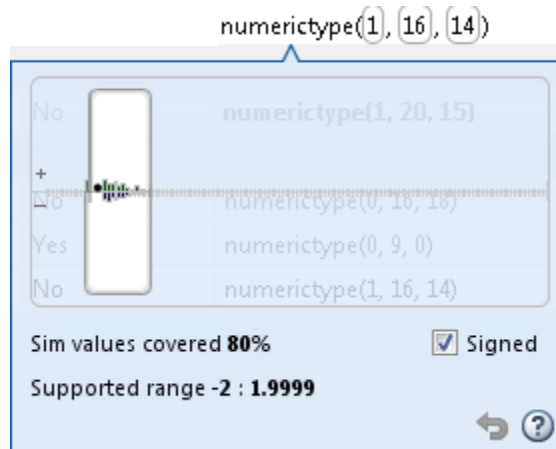 numerictype(1, 16, 14)
No numerictype(1, 20, 15)
+
No numerictype(0, 16, 18)
–
Yes numerictype(0, 9, 0)
No numerictype(1, 16, 14)
Sim values covered 80% Signed
Supported range -2 : 1.9999
?